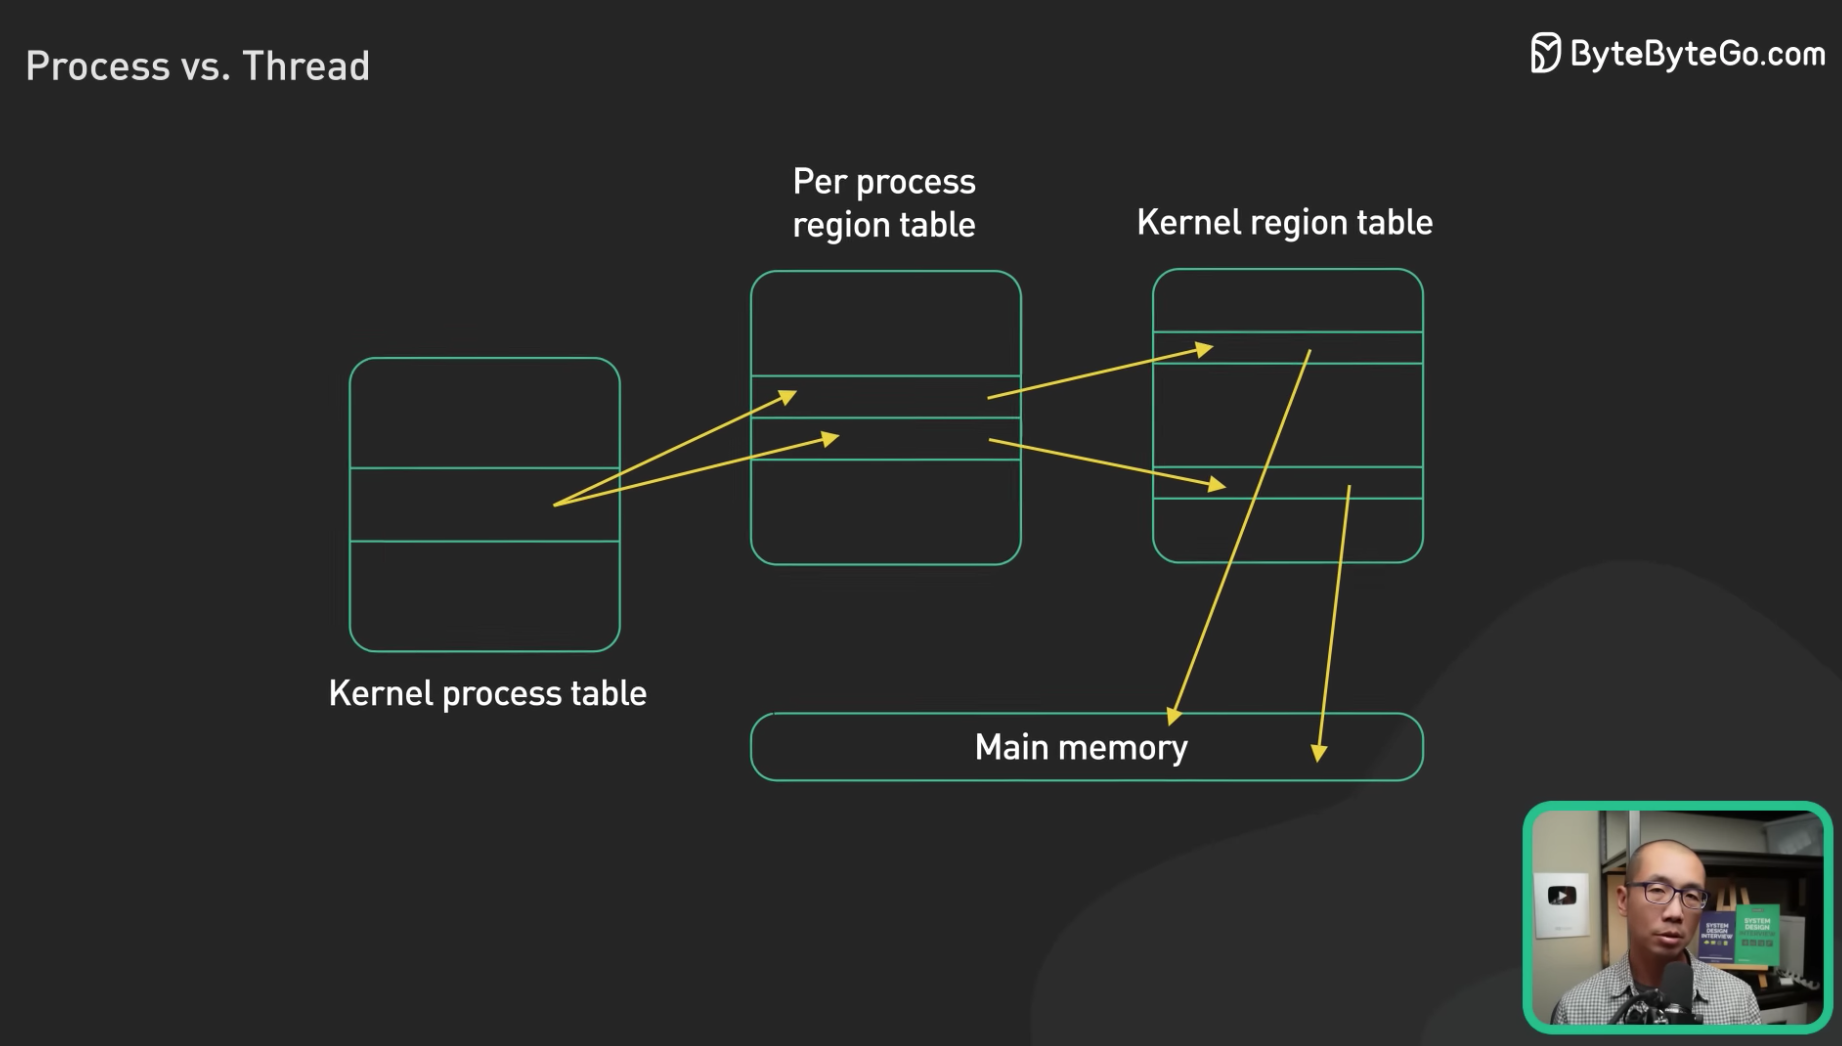 Process vs. Thread
ByteByteGo.com
Per process
region table
Kernel region table
Kernel process table
Main memory
SYSTEM
DESIGN
INTERVIEW
SYSTEM
DESIGN
INTERVIEW